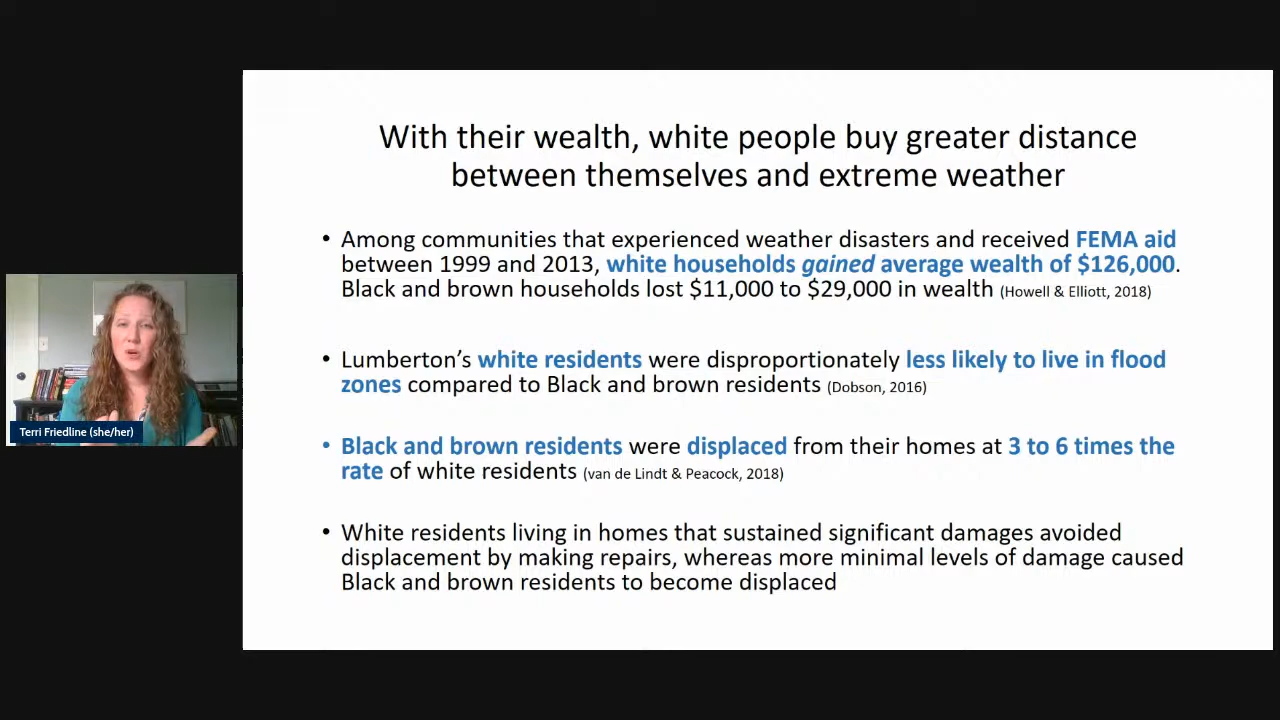 With their wealth, white people buy greater distance
between themselves and extreme weather
• Among communities that experienced weather disasters and received FEMA aid
between 1999 and 2013, white households gained average wealth of $126,000.
Black and brown households lost $11,000 to $29,000 in wealth (Howell & Elliott, 2018)
• Lumberton’s white residents were disproportionately less likely to live in flood
zones compared to Black and brown residents (Dobson, 2016)
• Black and brown residents were displaced from their homes at 3 to 6 times the
rate of white residents (van de Lindt & Peacock, 2018)
• White residents living in homes that sustained significant damages avoided
displacement by making repairs, whereas more minimal levels of damage caused
Black and brown residents to become displaced
Terri Friedline (she/her)